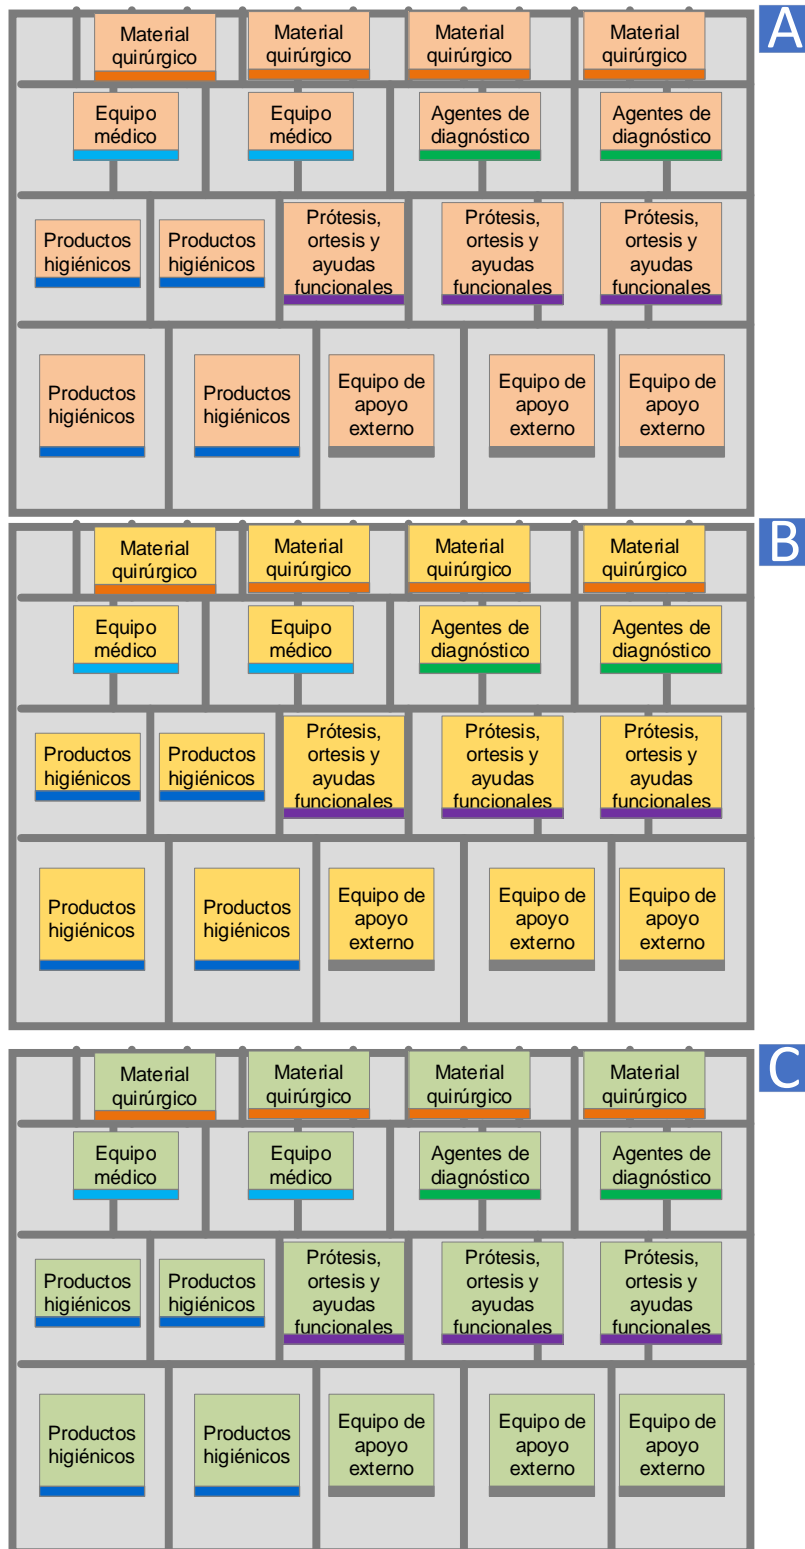 A
Material
quirúrgico
Material
quirúrgico
Material
quirúrgico
Material
quirúrgico
Equipo
médico
Equipo
médico
Agentes de
diagnóstico
Agentes de
diagnóstico
Productos
higiénicos
Productos
higiénicos
Prótesis,
ortesis y
ayudas
funcionales
Prótesis,
ortesis y
ayudas
funcionales
Prótesis,
ortesis y
ayudas
funcionales
Productos
higiénicos
Productos
higiénicos
Equipo de
apoyo
externo
Equipo de
apoyo
externo
Equipo de
apoyo
externo
B
Material
quirúrgico
Material
quirúrgico
Material
quirúrgico
Material
quirúrgico
Equipo
médico
Equipo
médico
Agentes de
diagnóstico
Agentes de
diagnóstico
Productos
higiénicos
Productos
higiénicos
Prótesis,
ortesis y
ayudas
funcionales
Prótesis,
ortesis y
ayudas
funcionales
Prótesis,
ortesis y
ayudas
funcionales
Productos
higiénicos
Productos
higiénicos
Equipo de
apoyo
externo
Equipo de
apoyo
externo
Equipo de
apoyo
externo
C
Material
quirúrgico
Material
quirúrgico
Material
quirúrgico
Material
quirúrgico
Equipo
médico
Equipo
médico
Agentes de
diagnóstico
Agentes de
diagnóstico
Productos
higiénicos
Productos
higiénicos
Prótesis,
ortesis y
ayudas
funcionales
Prótesis,
ortesis y
ayudas
funcionales
Prótesis,
ortesis y
ayudas
funcionales
Productos
higiénicos
Productos
higiénicos
Equipo de
apoyo
externo
Equipo de
apoyo
externo
Equipo de
apoyo
externo